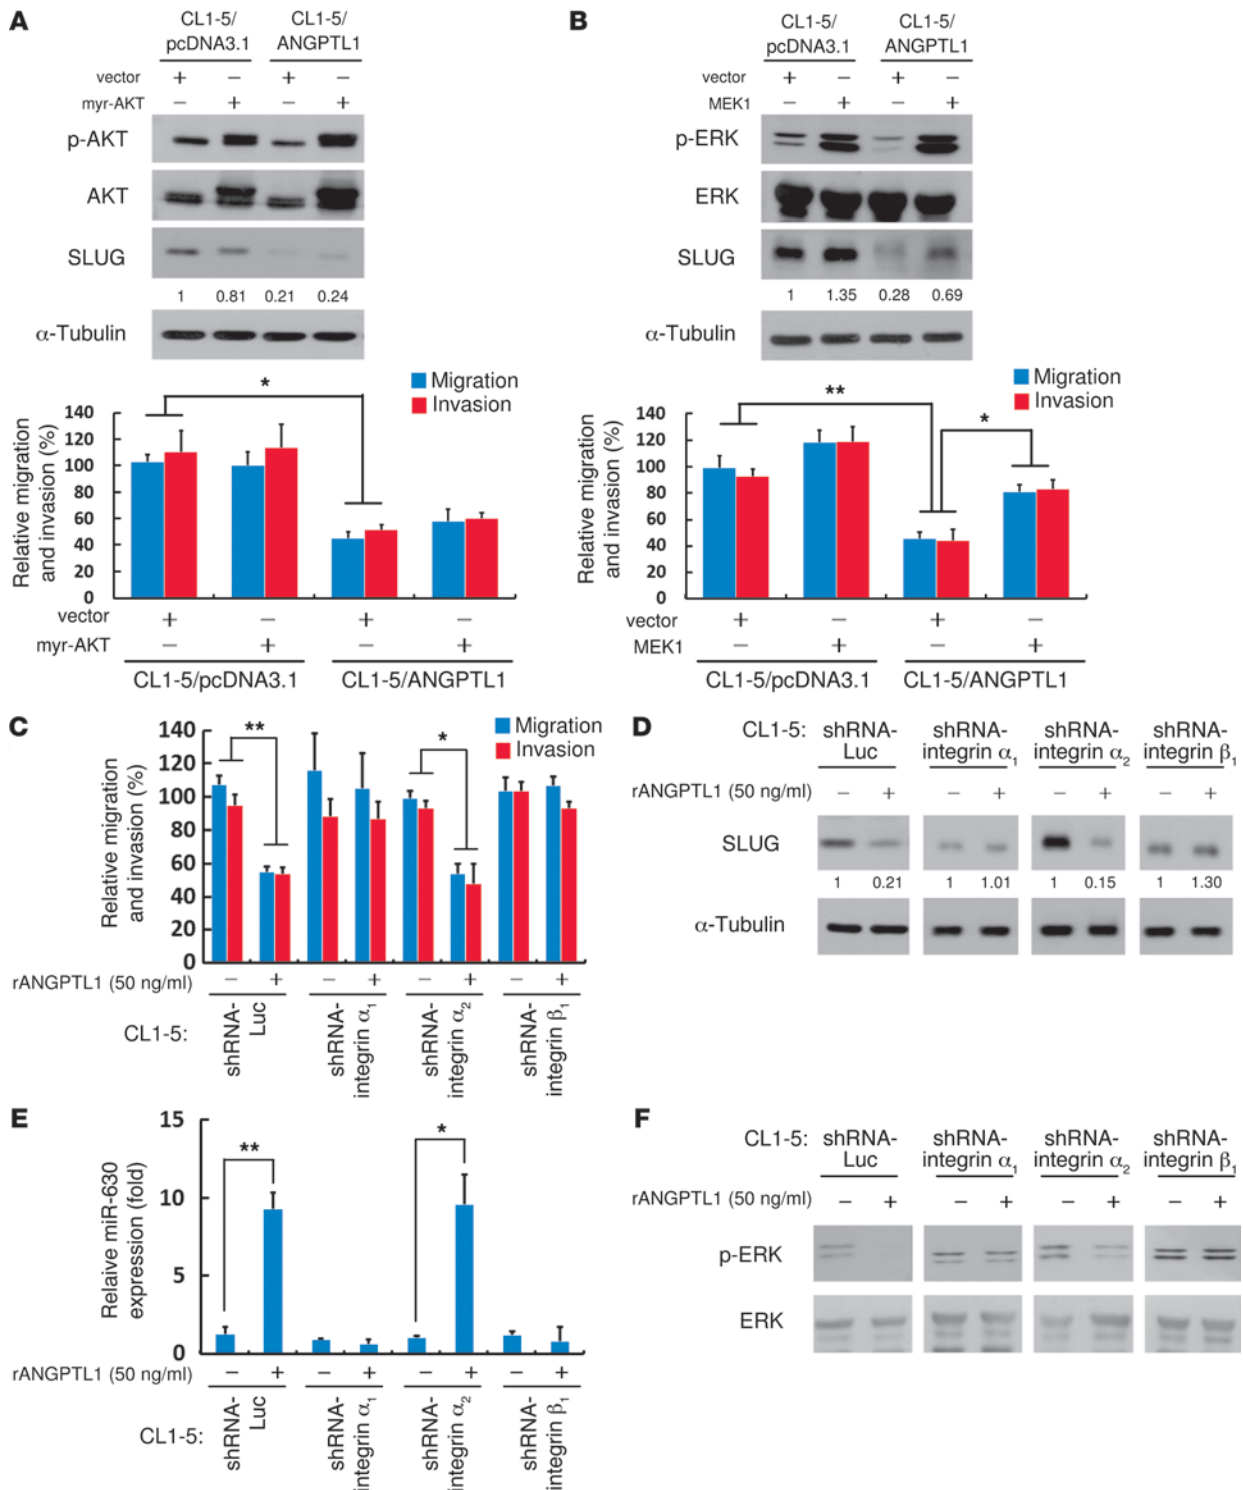 A
CL1-5/ CL1-5/
pcDNA3.1 ANGPTL1
vector + − + −
myr-AKT − + − +
p-AKT
AKT
SLUG
1 0.81 0.21 0.24
α-Tubulin
Migration
Invasion
*
Relative migration
and invasion (%)
140
120
100
80
60
40
20
0
vector + − + −
myr-AKT − + − +
CL1-5/pcDNA3.1 CL1-5/ANGPTL1
B
CL1-5/ CL1-5/
pcDNA3.1 ANGPTL1
vector + − + −
MEK1 − + − +
p-ERK
ERK
SLUG
1 1.35 0.28 0.69
α-Tubulin
Migration
Invasion
** *
Relative migration
and invasion (%)
140
120
100
80
60
40
20
0
vector + − + −
MEK1 − + − +
CL1-5/pcDNA3.1 CL1-5/ANGPTL1
C
Migration
Invasion
** *
Relative migration
and invasion (%)
140
120
100
80
60
40
20
0
rANGPTL1 (50 ng/ml) − + − + − + − +
CL1-5:
shRNA-
Luc
shRNA-
integrin α1
shRNA-
integrin α2
shRNA-
integrin β1
D
CL1-5: shRNA- shRNA- shRNA- shRNA-
Luc integrin α1 integrin α2 integrin β1
rANGPTL1 (50 ng/ml) − + − + − + − +
SLUG
1 0.21 1 1.01 1 0.15 1 1.30
α-Tubulin
E
** *
Relaive miR-630
expression (fold)
15
10
5
0
rANGPTL1 (50 ng/ml) − + − + − + − +
CL1-5:
shRNA-
Luc
shRNA-
integrin α1
shRNA-
integrin α2
shRNA-
integrin β1
F
CL1-5: shRNA- shRNA- shRNA- shRNA-
Luc integrin α1 integrin α2 integrin β1
rANGPTL1 (50 ng/ml) − + − + − + − +
p-ERK
ERK